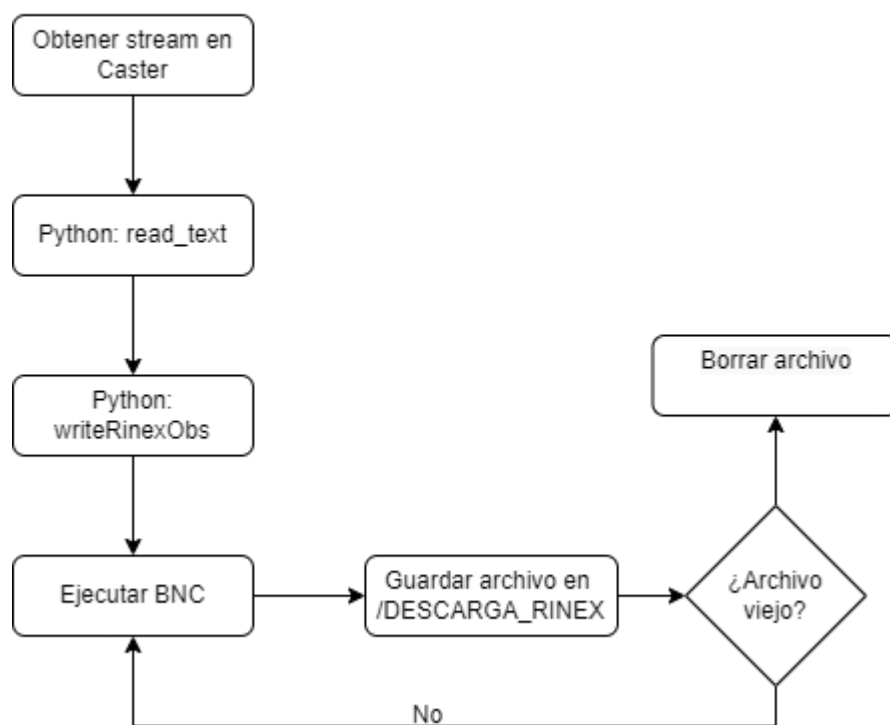 Obtener stream en
Caster
Python: read_text
Python:
writeRinexObs
Ejecutar BNC
Guardar archivo en
/DESCARGA_RINEX
¿Archivo
viejo?
Borrar archivo
No